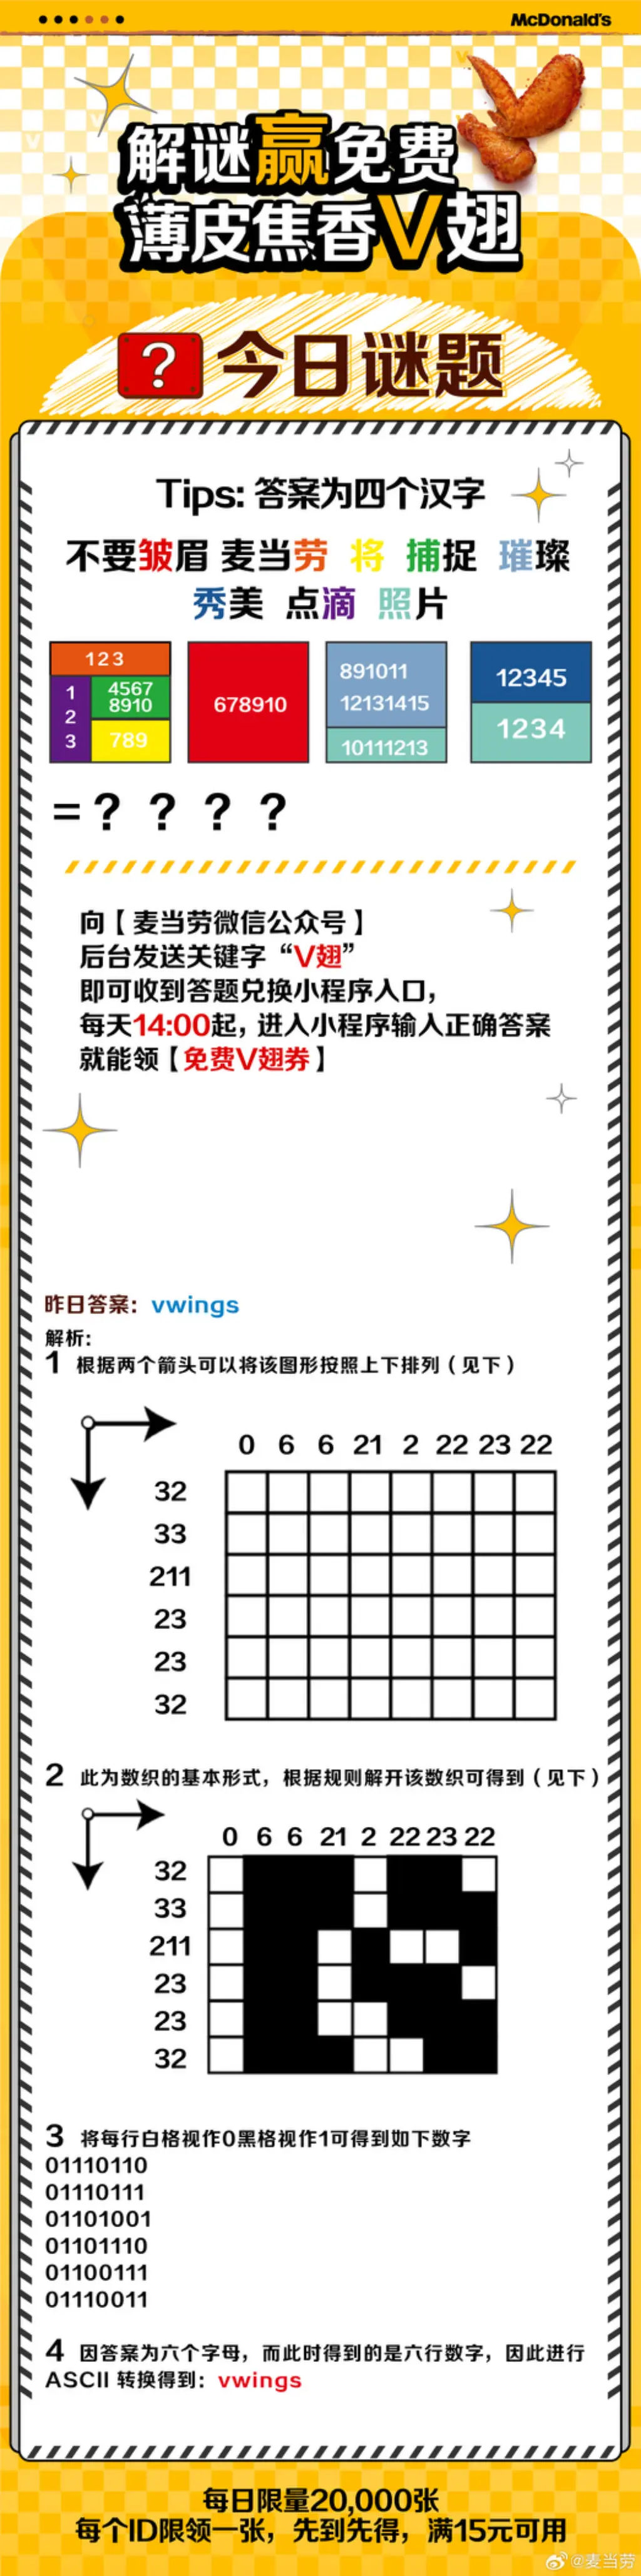 McDonald's
解谜赢免费
薄皮焦香V翅
? 今日谜题
Tips: 答案为四个汉字
不要皱眉 麦当劳 将 捕捉 璀璨
秀美 点滴 照片
123
1
2
3
4567
8910
789
678910
891011
12131415
10111213
12345
1234
=? ? ? ?
向【麦当劳微信公众号】
后台发送关键字“V翅”
即可收到答题兑换小程序入口,
每天14:00起, 进入小程序输入正确答案
就能领【免费V翅券】
昨日答案: vwings
解析:
1 根据两个箭头可以将该图形按照上下排列(见下)
0 6 6 21 2 22 23 22
32
33
211
23
23
32
2 此为数织的基本形式, 根据规则解开该数织可得到(见下)
0 6 6 21 2 22 23 22
32
33
211
23
23
32
3 将每行白格视作0黑格视作1可得到如下数字
01110110
01110111
01101001
01101110
01100111
01110011
4 因答案为六个字母, 而此时得到的是六行数字, 因此进行
ASCII 转换得到: vwings
每日限量20,000张
每个ID限领一张, 先到先得, 满15元可用
@麦当劳